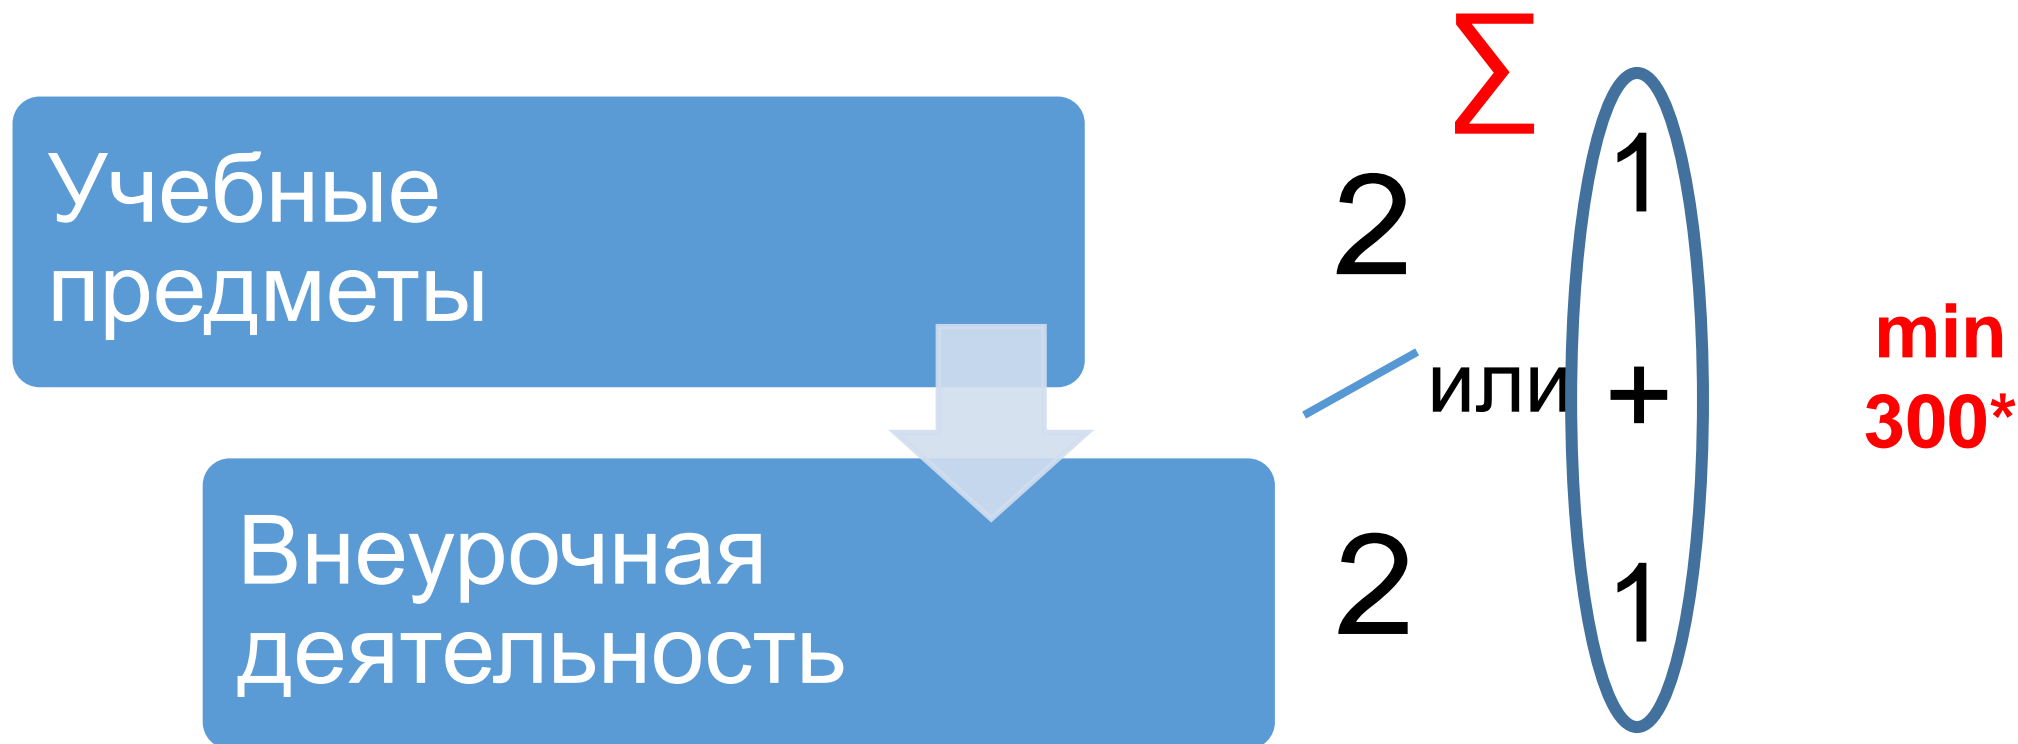 Учебные
предметы
Внеурочная
деятельность
∑
2
или
2
1
+
1
min
300*